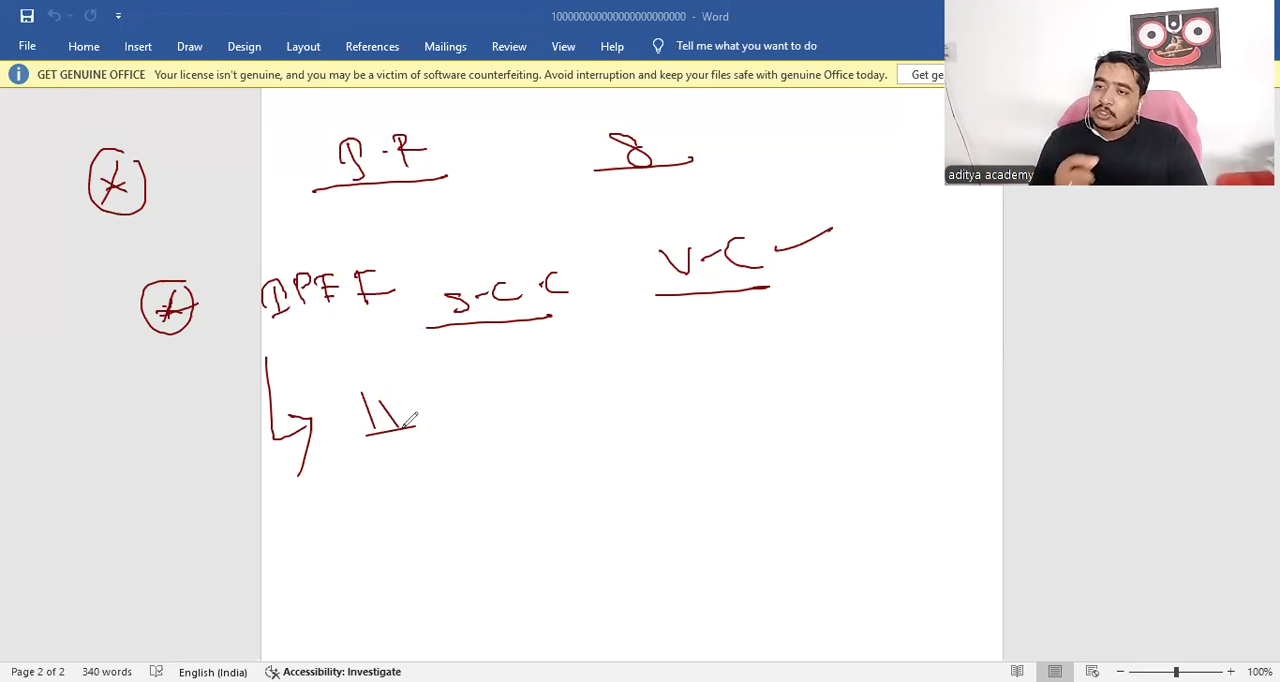 10000000000000000000000 - Word
File Home Insert Draw Design Layout References Mailings Review View Help Tell me what you want to do
GET GENUINE OFFICE Your license isn't genuine, and you may be a victim of software counterfeiting. Avoid interruption and keep your files safe with genuine Office today. Get ge
aditya academy
8
V-C
S-C C
Page 2 of 2 340 words English (India) Accessibility: Investigate 100%